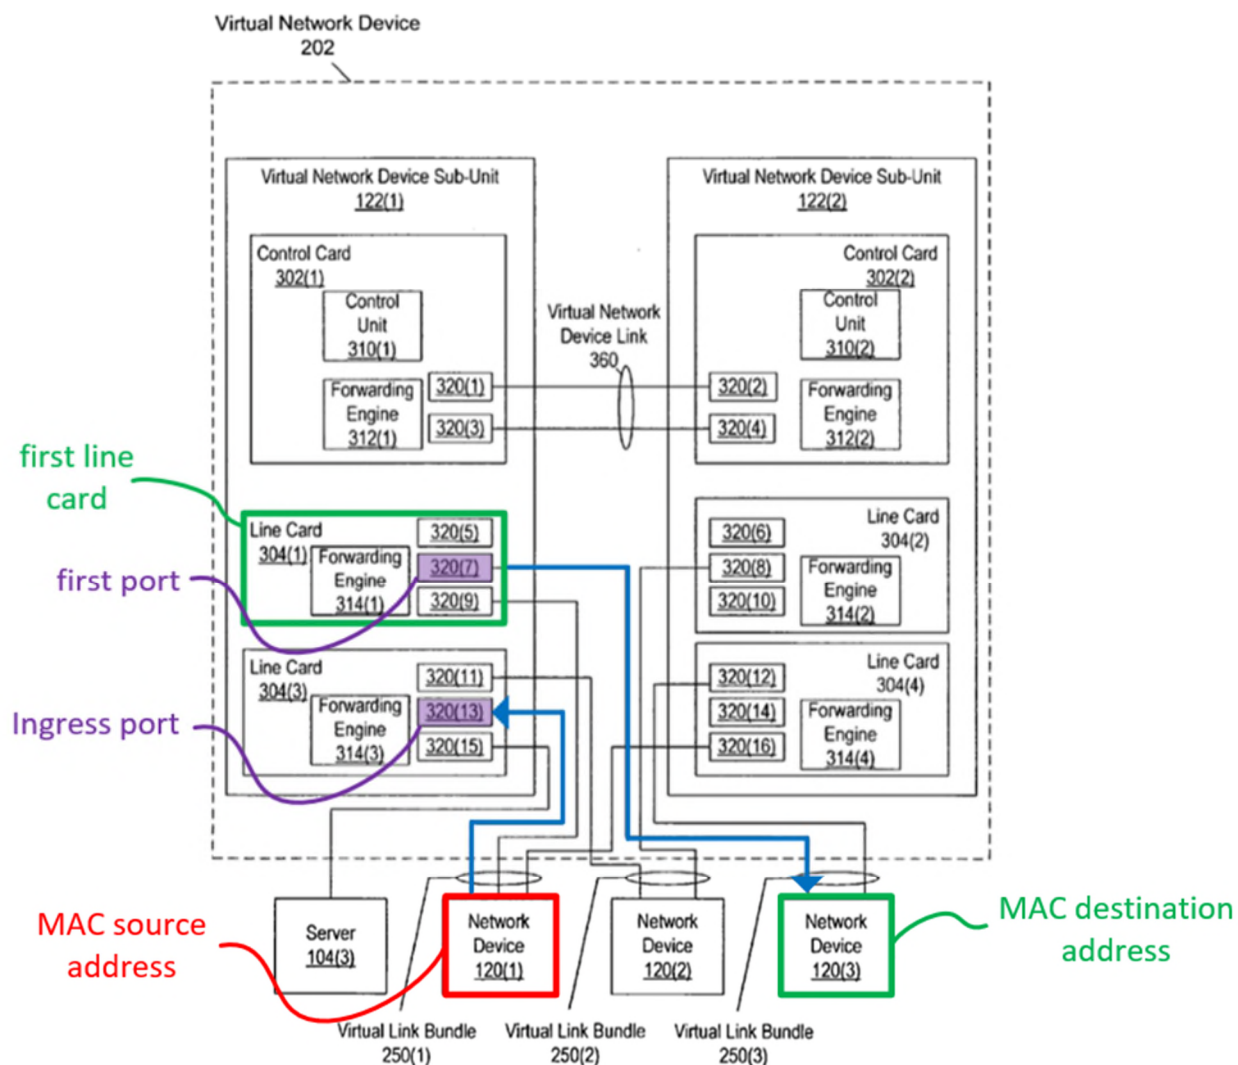 Virtual Network Device
202
Virtual Network Device Sub-Unit
122(1)
Control Card
302(1)
Control
Unit
310(1)
Forwarding
Engine
312(1)
320(1)
320(3)
Virtual Network
Device Link
360
Virtual Network Device Sub-Unit
122(2)
Control Card
302(2)
Control
Unit
310(2)
320(2)
320(4)
Forwarding
Engine
312(2)
first line
card
first port
Ingress port
Line Card
304(1)
Forwarding
Engine
314(1)
320(5)
320(7)
320(9)
Line Card
304(3)
Forwarding
Engine
314(3)
320(11)
320(13)
320(15)
320(6)
320(8)
320(10)
Line Card
304(2)
Forwarding
Engine
314(2)
320(12)
320(14)
320(16)
Line Card
304(4)
Forwarding
Engine
314(4)
MAC source
address
Server
104(3)
Network
Device
120(1)
Network
Device
120(2)
Network
Device
120(3)
MAC destination
address
Virtual Link Bundle
250(1)
Virtual Link Bundle
250(2)
Virtual Link Bundle
250(3)